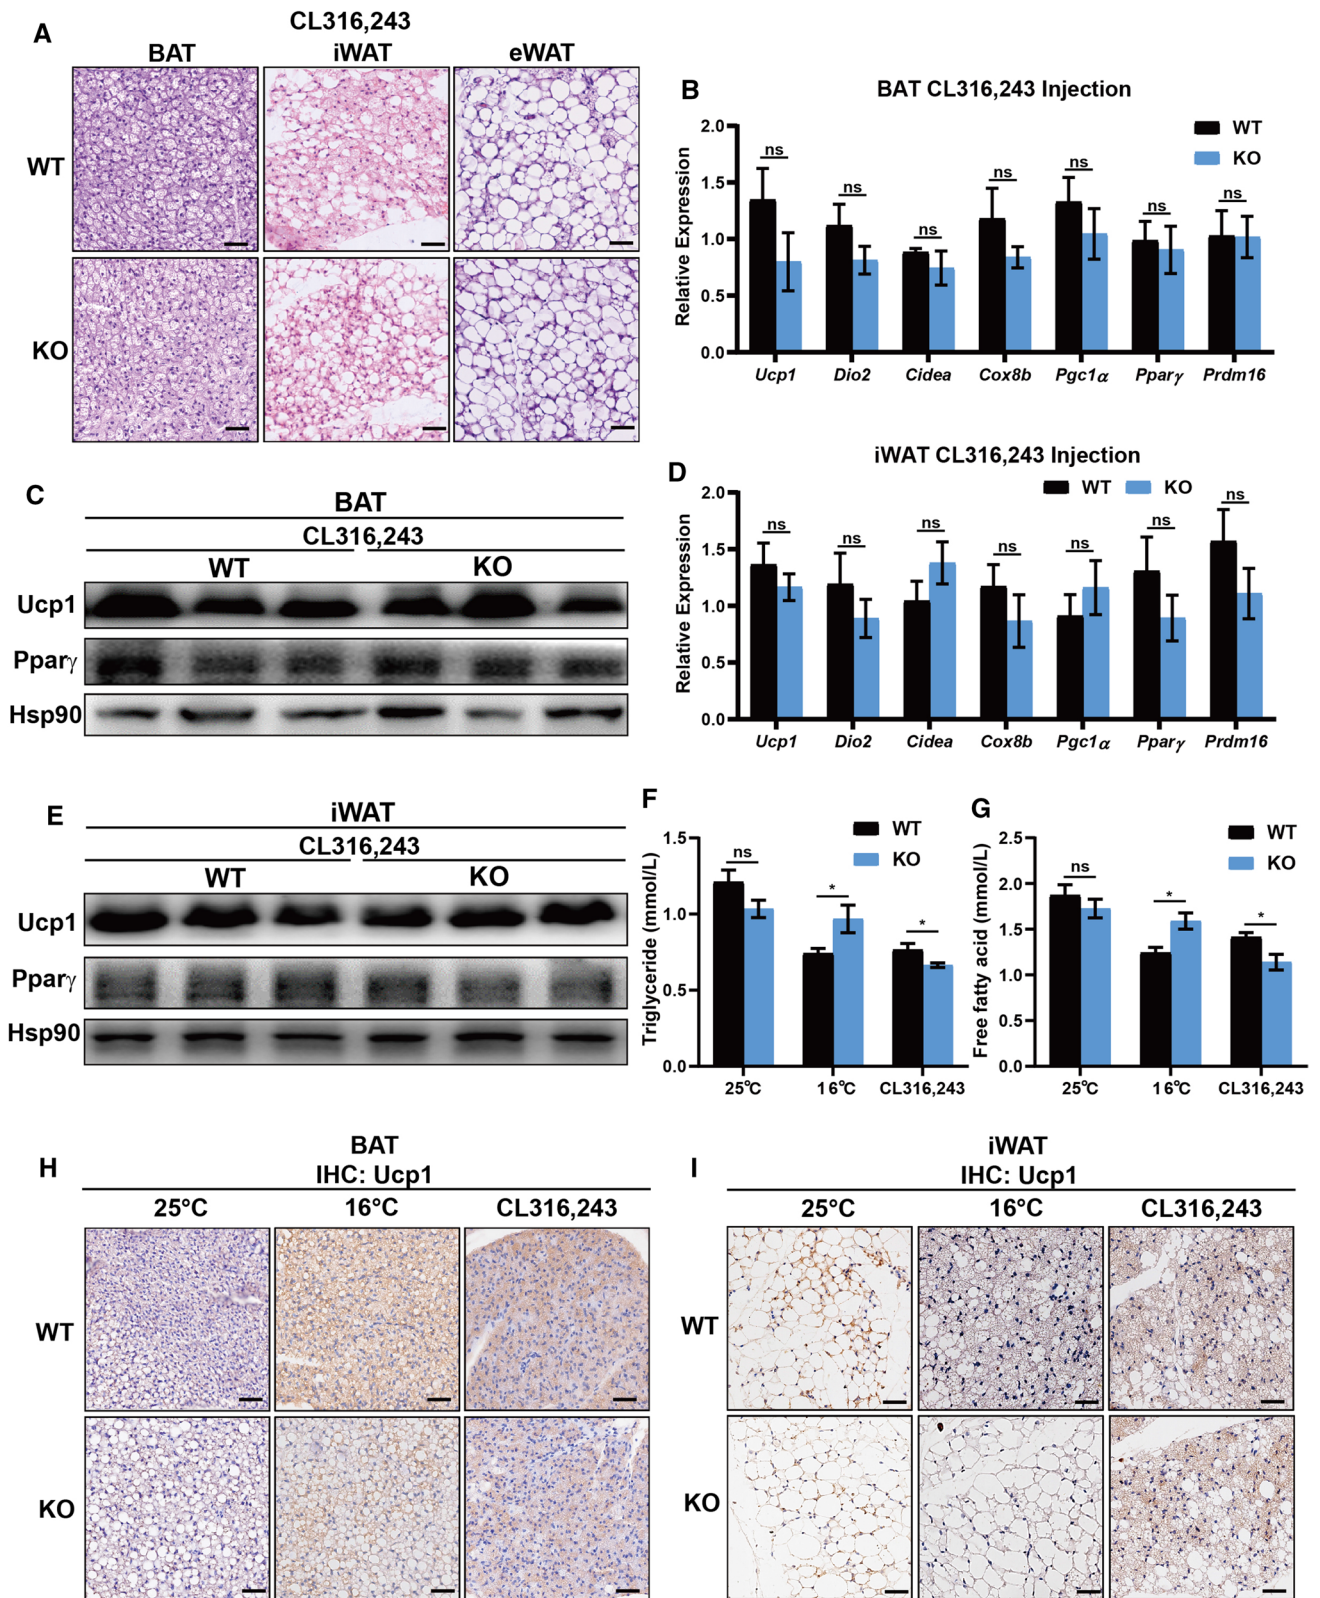 A
CL316,243
BAT iWAT eWAT
WT
KO
B
BAT CL316,243 Injection
WT
KO
Relative Expression
2.0
1.5
1.0
0.5
0.0
ns ns ns ns ns ns ns
Ucp1 Dio2 Cidea Cox8b Pgc1α Pparγ Prdm16
C
BAT
CL316,243
WT KO
Ucp1
Pparγ
Hsp90
D
iWAT CL316,243 Injection
WT KO
Relative Expression
2.0
1.5
1.0
0.5
0.0
ns ns ns ns ns ns ns
Ucp1 Dio2 Cidea Cox8b Pgc1α Pparγ Prdm16
E
iWAT
CL316,243
WT KO
Ucp1
Pparγ
Hsp90
F
WT
KO
Triglyceride (mmol/L)
1.5
1.0
0.5
0.0
ns * *
25°C 16°C CL316,243
G
WT
KO
Free fatty acid (mmol/L)
2.5
2.0
1.5
1.0
0.5
0.0
ns * *
25°C 16°C CL316,243
H
BAT
IHC: Ucp1
25°C 16°C CL316,243
WT
KO
I
iWAT
IHC: Ucp1
25°C 16°C CL316,243
WT
KO